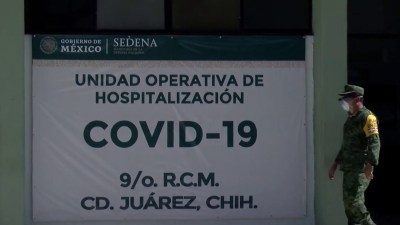 GOBIERNO DE
MÉXICO
SEDENA
UNIDAD OPERATIVA DE
HOSPITALIZACIÓN
COVID-19
9/o. R.C.M.
CD. JUÁREZ, CHIH.